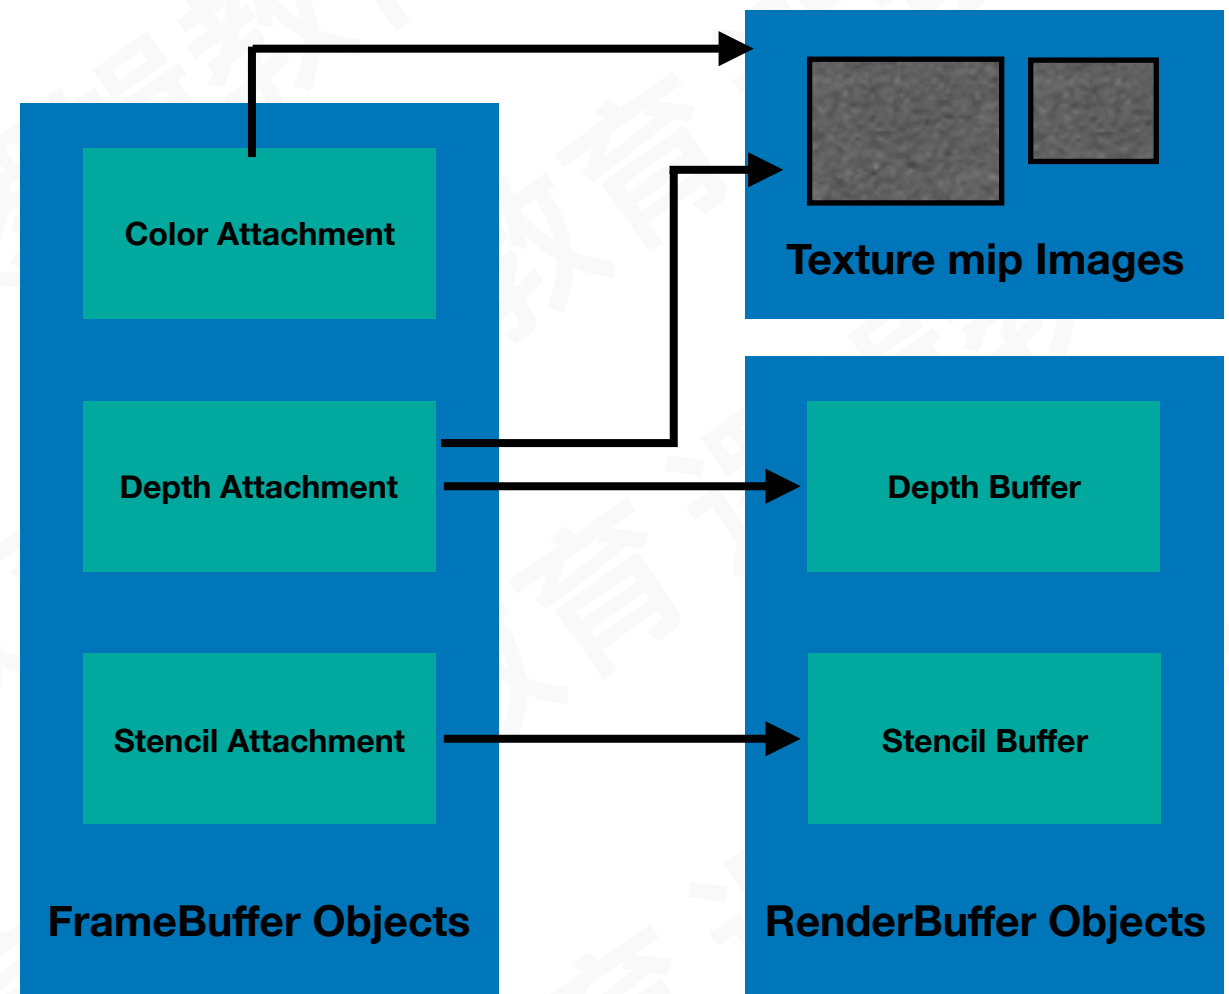 Color Attachment
Depth Attachment
Stencil Attachment
FrameBuffer Objects
Texture mip Images
Depth Buffer
Stencil Buffer
RenderBuffer Objects